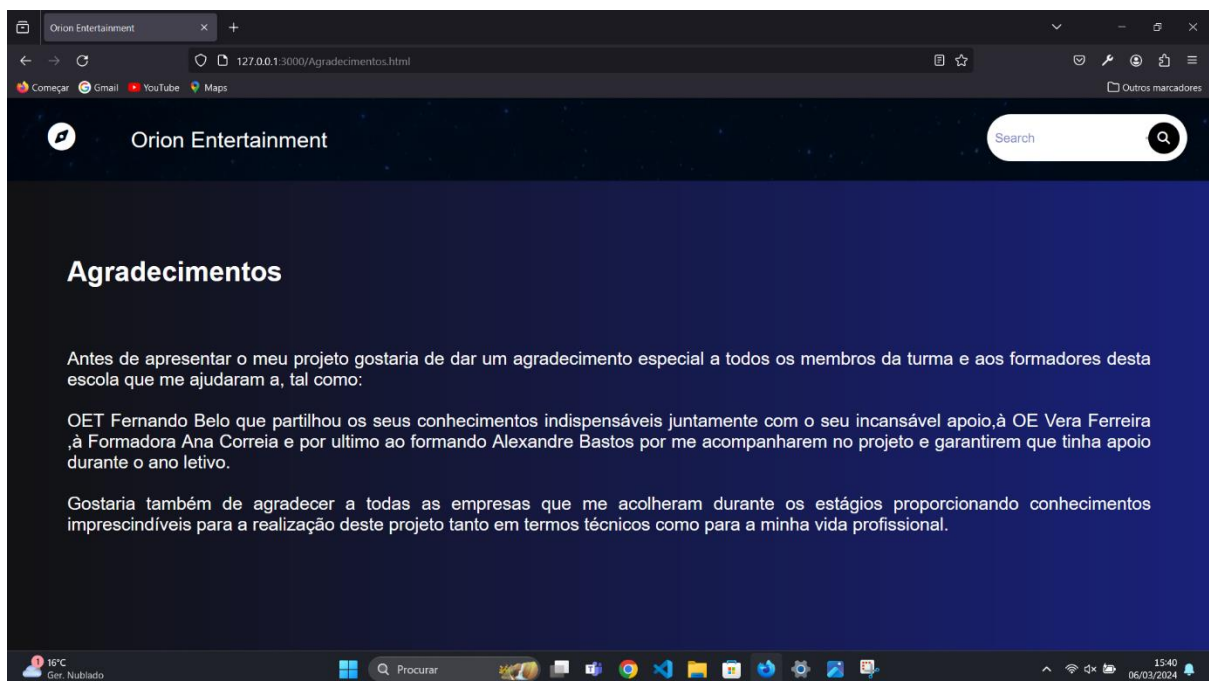 Orion Entertainment
127.0.0.1:3000/Agradecimentos.html
Começar Gmail YouTube Maps Outros marcadores
Orion Entertainment Search
Agradecimentos
Antes de apresentar o meu projeto gostaria de dar um agradecimento especial a todos os membros da turma e aos formadores desta
escola que me ajudaram a, tal como:
OET Fernando Belo que partilhou os seus conhecimentos indispensáveis juntamente com o seu incansável apoio,à OE Vera Ferreira
,à Formadora Ana Correia e por ultimo ao formando Alexandre Bastos por me acompanharem no projeto e garantirem que tinha apoio
durante o ano letivo.
Gostaria também de agradecer a todas as empresas que me acolheram durante os estágios proporcionando conhecimentos
imprescindíveis para a realização deste projeto tanto em termos técnicos como para a minha vida profissional.
1
16°C
Ger. Nublado
Procurar
15:40
06/03/2024